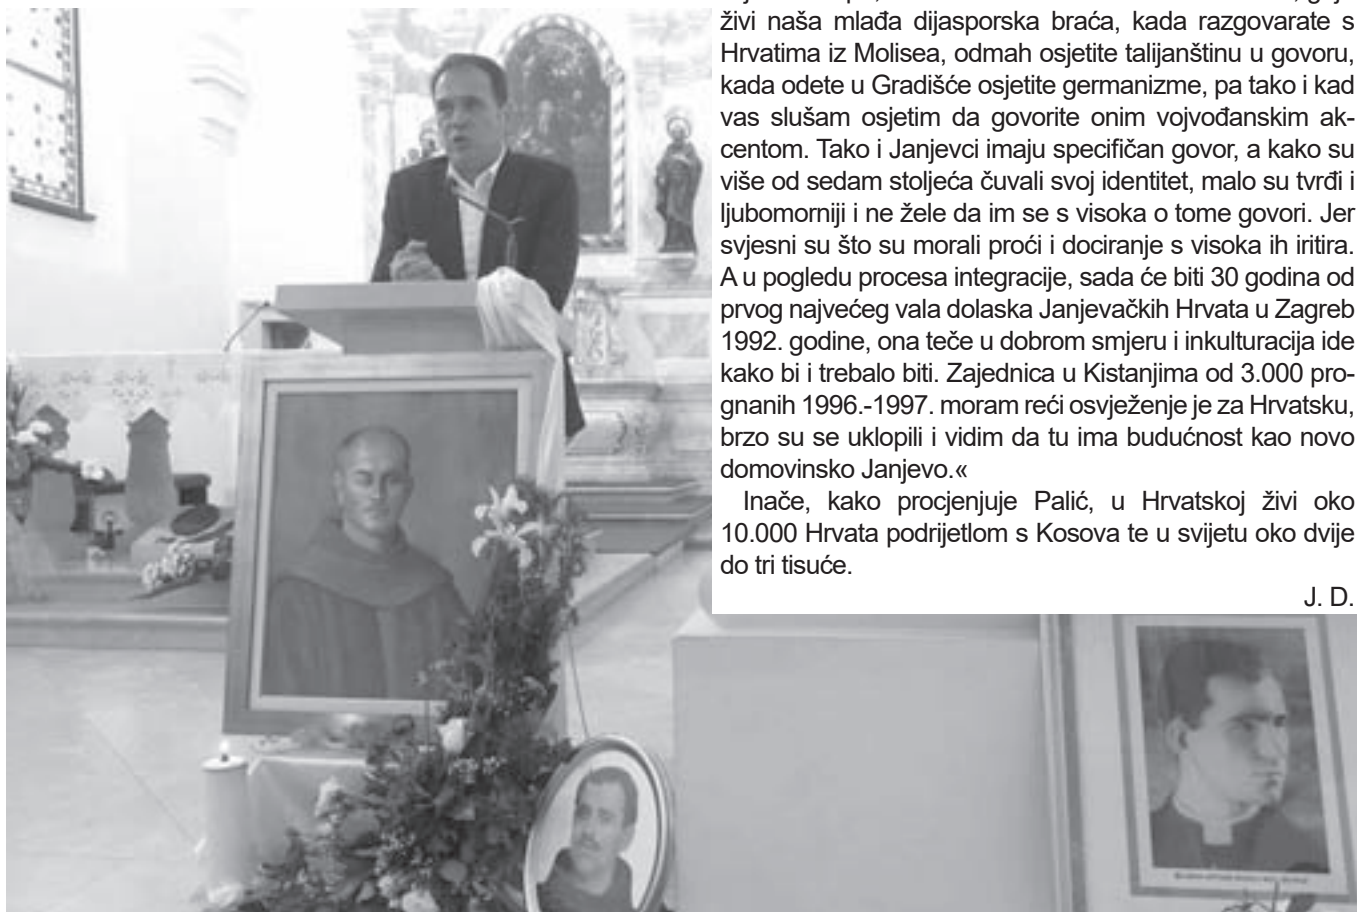 živi naša mlađa dijasporska braća, kada razgovarate s
Hrvatima iz Molisea, odmah osjetite talijanštinu u govoru,
kada odete u Gradišće osjetite germanizme, pa tako i kad
vas slušam osjetim da govorite onim vojvođanskim ak-
centom. Tako i Janjevci imaju specifičan govor, a kako su
više od sedam stoljeća čuvali svoj identitet, malo su tvrđi i
ljubomorniji i ne žele da im se s visoka o tome govori. Jer
svjesni su što su morali proći i dociranje s visoka ih iritira.
A u pogledu procesa integracije, sada će biti 30 godina od
prvog najvećeg vala dolaska Janjevačkih Hrvata u Zagreb
1992. godine, ona teče u dobrom smjeru i inkulturacija ide
kako bi i trebalo biti. Zajednica u Kistanjima od 3.000 pro-
gnanih 1996.-1997. moram reći osvježenje je za Hrvatsku,
brzo su se uklopili i vidim da tu ima budućnost kao novo
domovinsko Janjevo.«
Inače, kako procjenjuje Palić, u Hrvatskoj živi oko
10.000 Hrvata podrijetlom s Kosova te u svijetu oko dvije
do tri tisuće.
J. D.